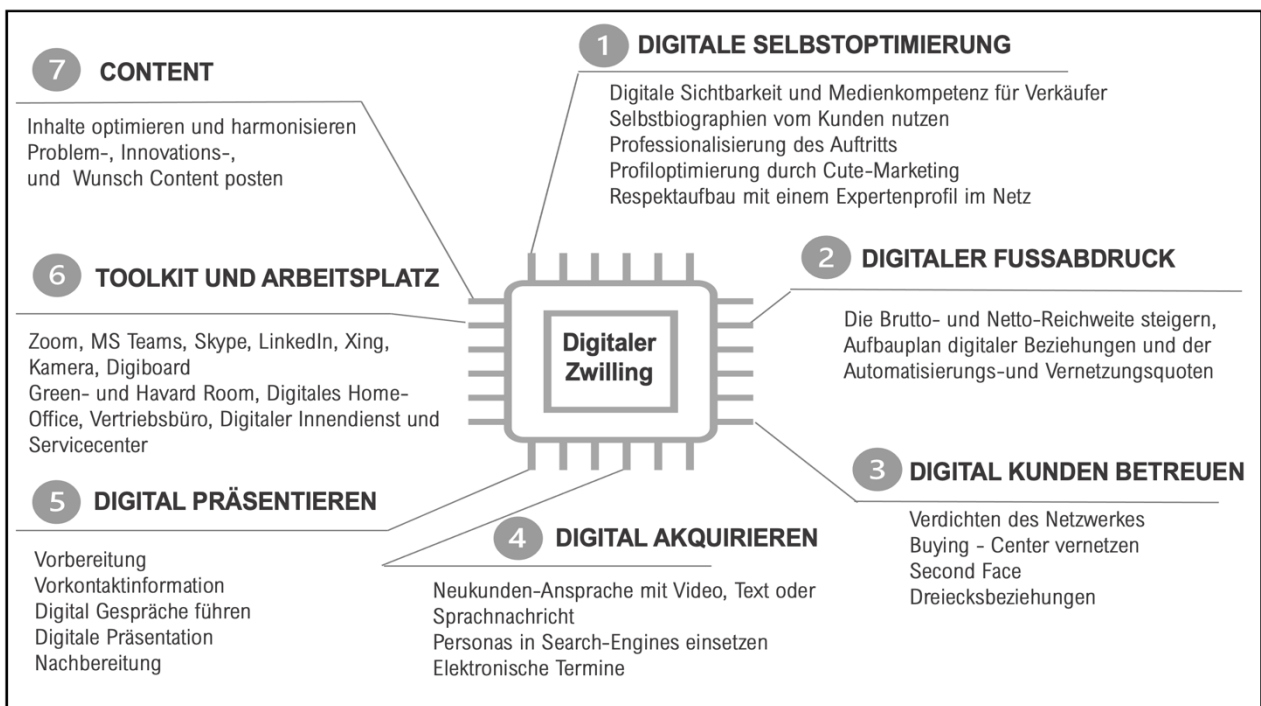 1 DIGITALE SELBSTOPTIMIERUNG
Digitale Sichtbarkeit und Medienkompetenz für Verkäufer
Selbstbiographien vom Kunden nutzen
Professionalisierung des Auftritts
Profiloptimierung durch Cute-Marketing
Respektaufbau mit einem Expertenprofil im Netz
2 DIGITALER FUSSABDRUCK
Die Brutto- und Netto-Reichweite steigern,
Aufbauplan digitaler Beziehungen und der
Automatisierungs-und Vernetzungsquoten
3 DIGITAL KUNDEN BETREUEN
Verdichten des Netzwerkes
Buying - Center vernetzen
Second Face
Dreiecksbeziehungen
4 DIGITAL AKQUIRIEREN
Neukunden-Ansprache mit Video, Text oder
Sprachnachricht
Personas in Search-Engines einsetzen
Elektronische Termine
5 DIGITAL PRÄSENTIEREN
Vorbereitung
Vorkontaktinformation
Digital Gespräche führen
Digitale Präsentation
Nachbereitung
6 TOOLKIT UND ARBEITSPLATZ
Zoom, MS Teams, Skype, LinkedIn, Xing,
Kamera, Digiboard
Green- und Havard Room, Digitales Home-
Office, Vertriebsbüro, Digitaler Innendienst und
Servicecenter
7 CONTENT
Inhalte optimieren und harmonisieren
Problem-, Innovations-,
und Wunsch Content posten
Digitaler
Zwilling